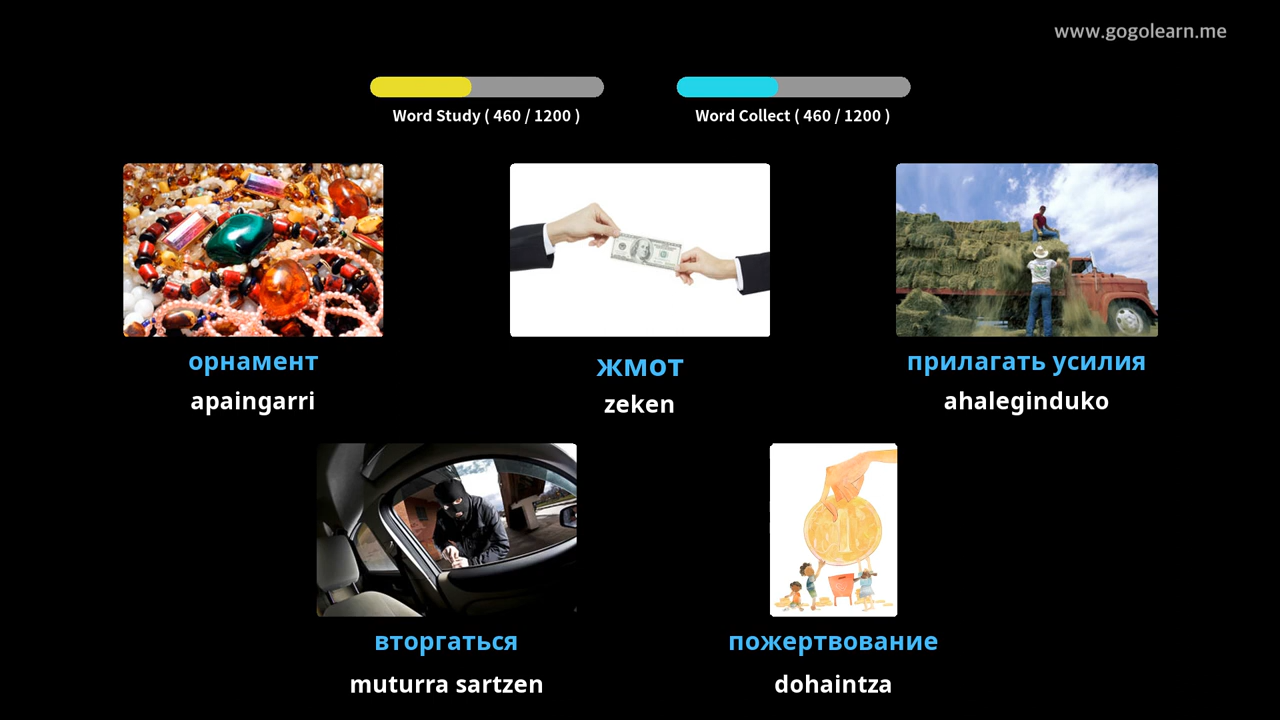 www.gogolearn.me
Word Study ( 460 / 1200 )
Word Collect ( 460 / 1200 )
орнамент
apaingarri
жмот
zeken
прилагать усилия
ahaleginduko
вторгаться
muturra sartzen
пожертвование
dohaintza